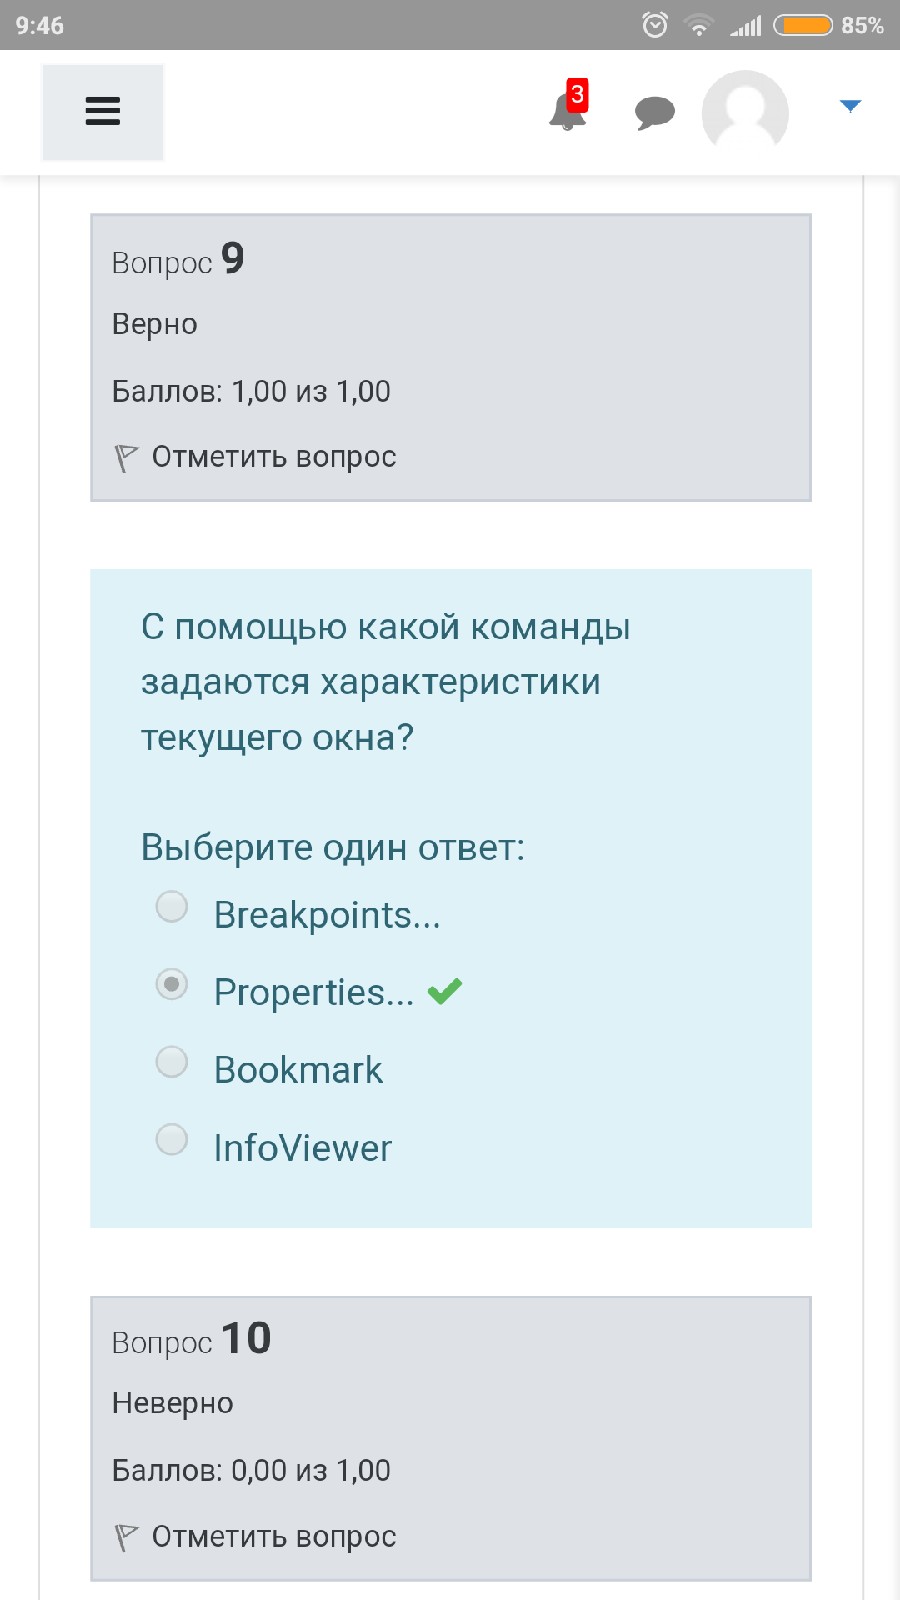 9:46
85%
3
Вопрос 9
Верно
Баллов: 1,00 из 1,00
Отметить вопрос
С помощью какой команды
задаются характеристики
текущего окна?
Выберите один ответ:
Breakpoints...
Properties...
Bookmark
InfoViewer
Вопрос 10
Неверно
Баллов: 0,00 из 1,00
Отметить вопрос